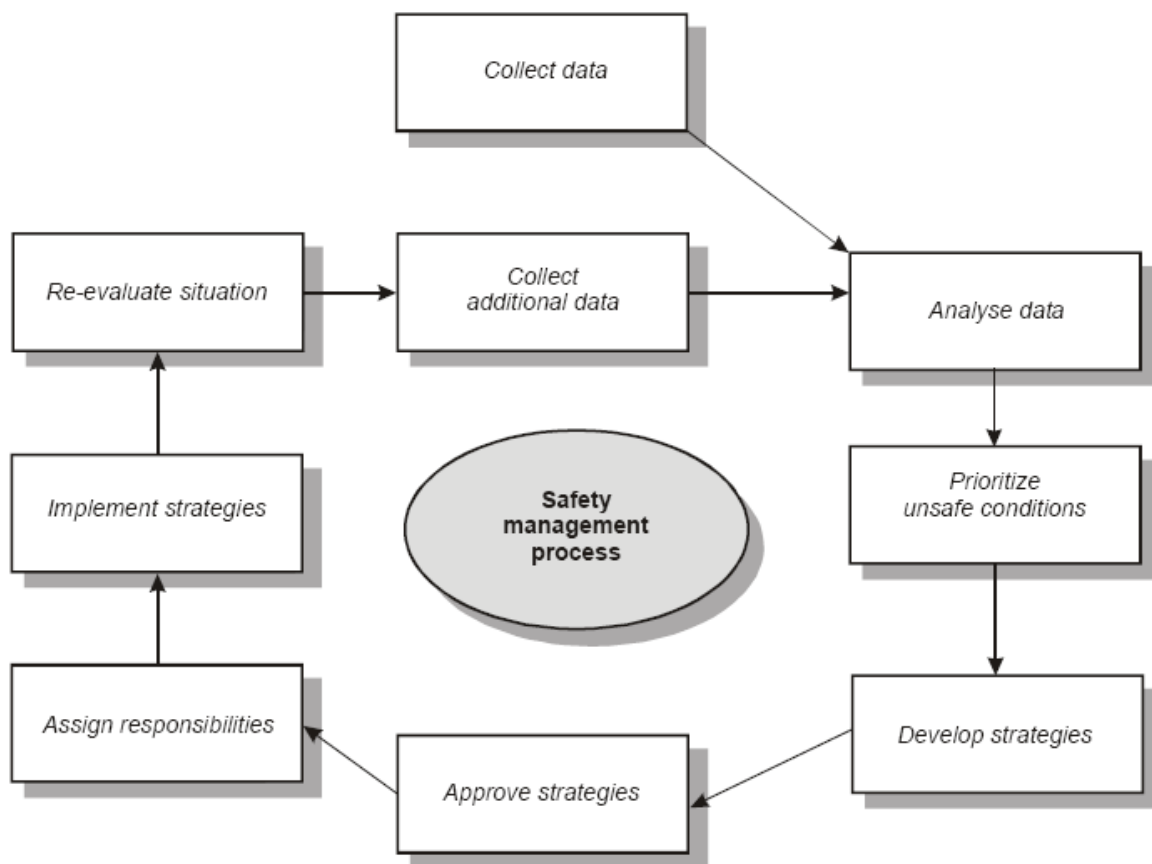 Collect data
Re-evaluate situation
Collect
additional data
Analyse data
Implement strategies
Safety
management
process
Prioritize
unsafe conditions
Assign responsibilities
Approve strategies
Develop strategies